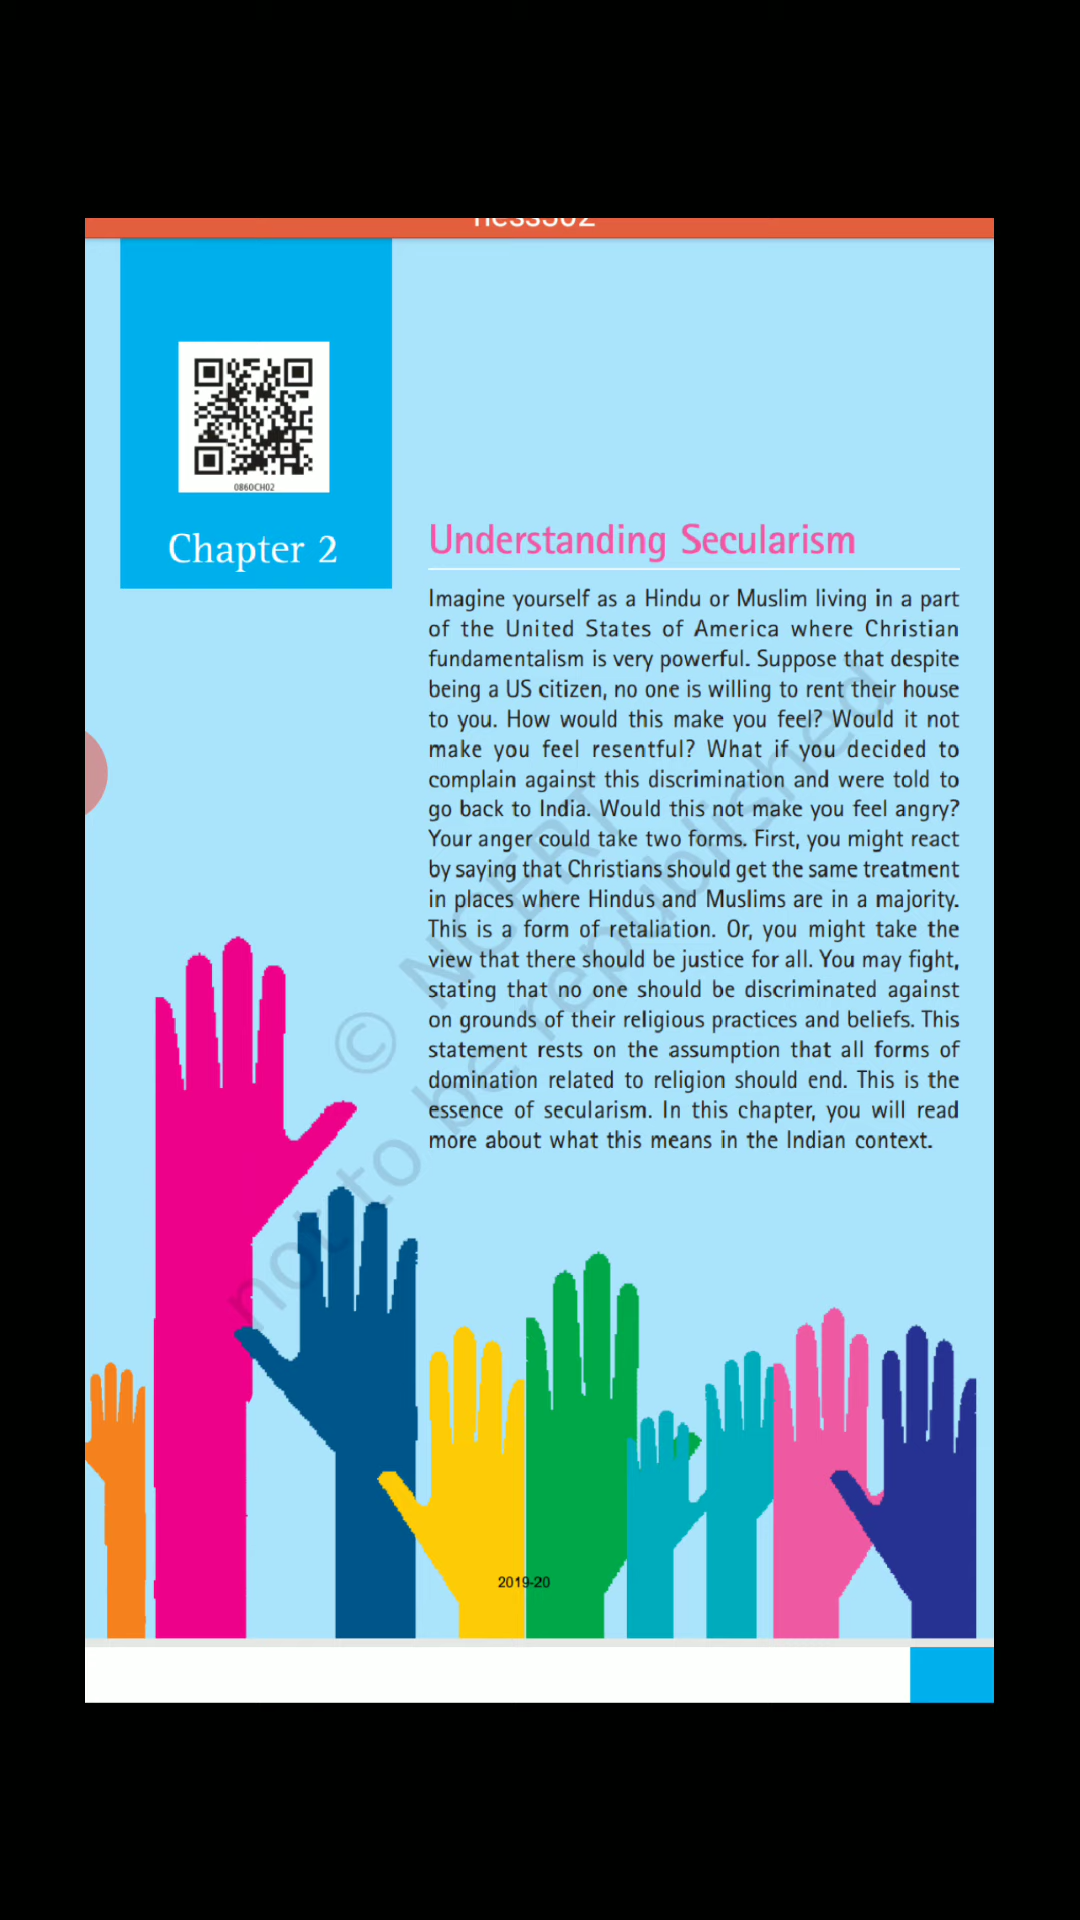 0860CH02
Chapter 2
Understanding Secularism
Imagine yourself as a Hindu or Muslim living in a part
of the United States of America where Christian
fundamentalism is very powerful. Suppose that despite
being a US citizen, no one is willing to rent their house
to you. How would this make you feel? Would it not
make you feel resentful? What if you decided to
complain against this discrimination and were told to
go back to India. Would this not make you feel angry?
Your anger could take two forms. First, you might react
by saying that Christians should get the same treatment
in places where Hindus and Muslims are in a majority.
This is a form of retaliation. Or, you might take the
view that there should be justice for all. You may fight,
stating that no one should be discriminated against
on grounds of their religious practices and beliefs. This
statement rests on the assumption that all forms of
domination related to religion should end. This is the
essence of secularism. In this chapter, you will read
more about what this means in the Indian context.
© NCERT
not to be republished
2019-20